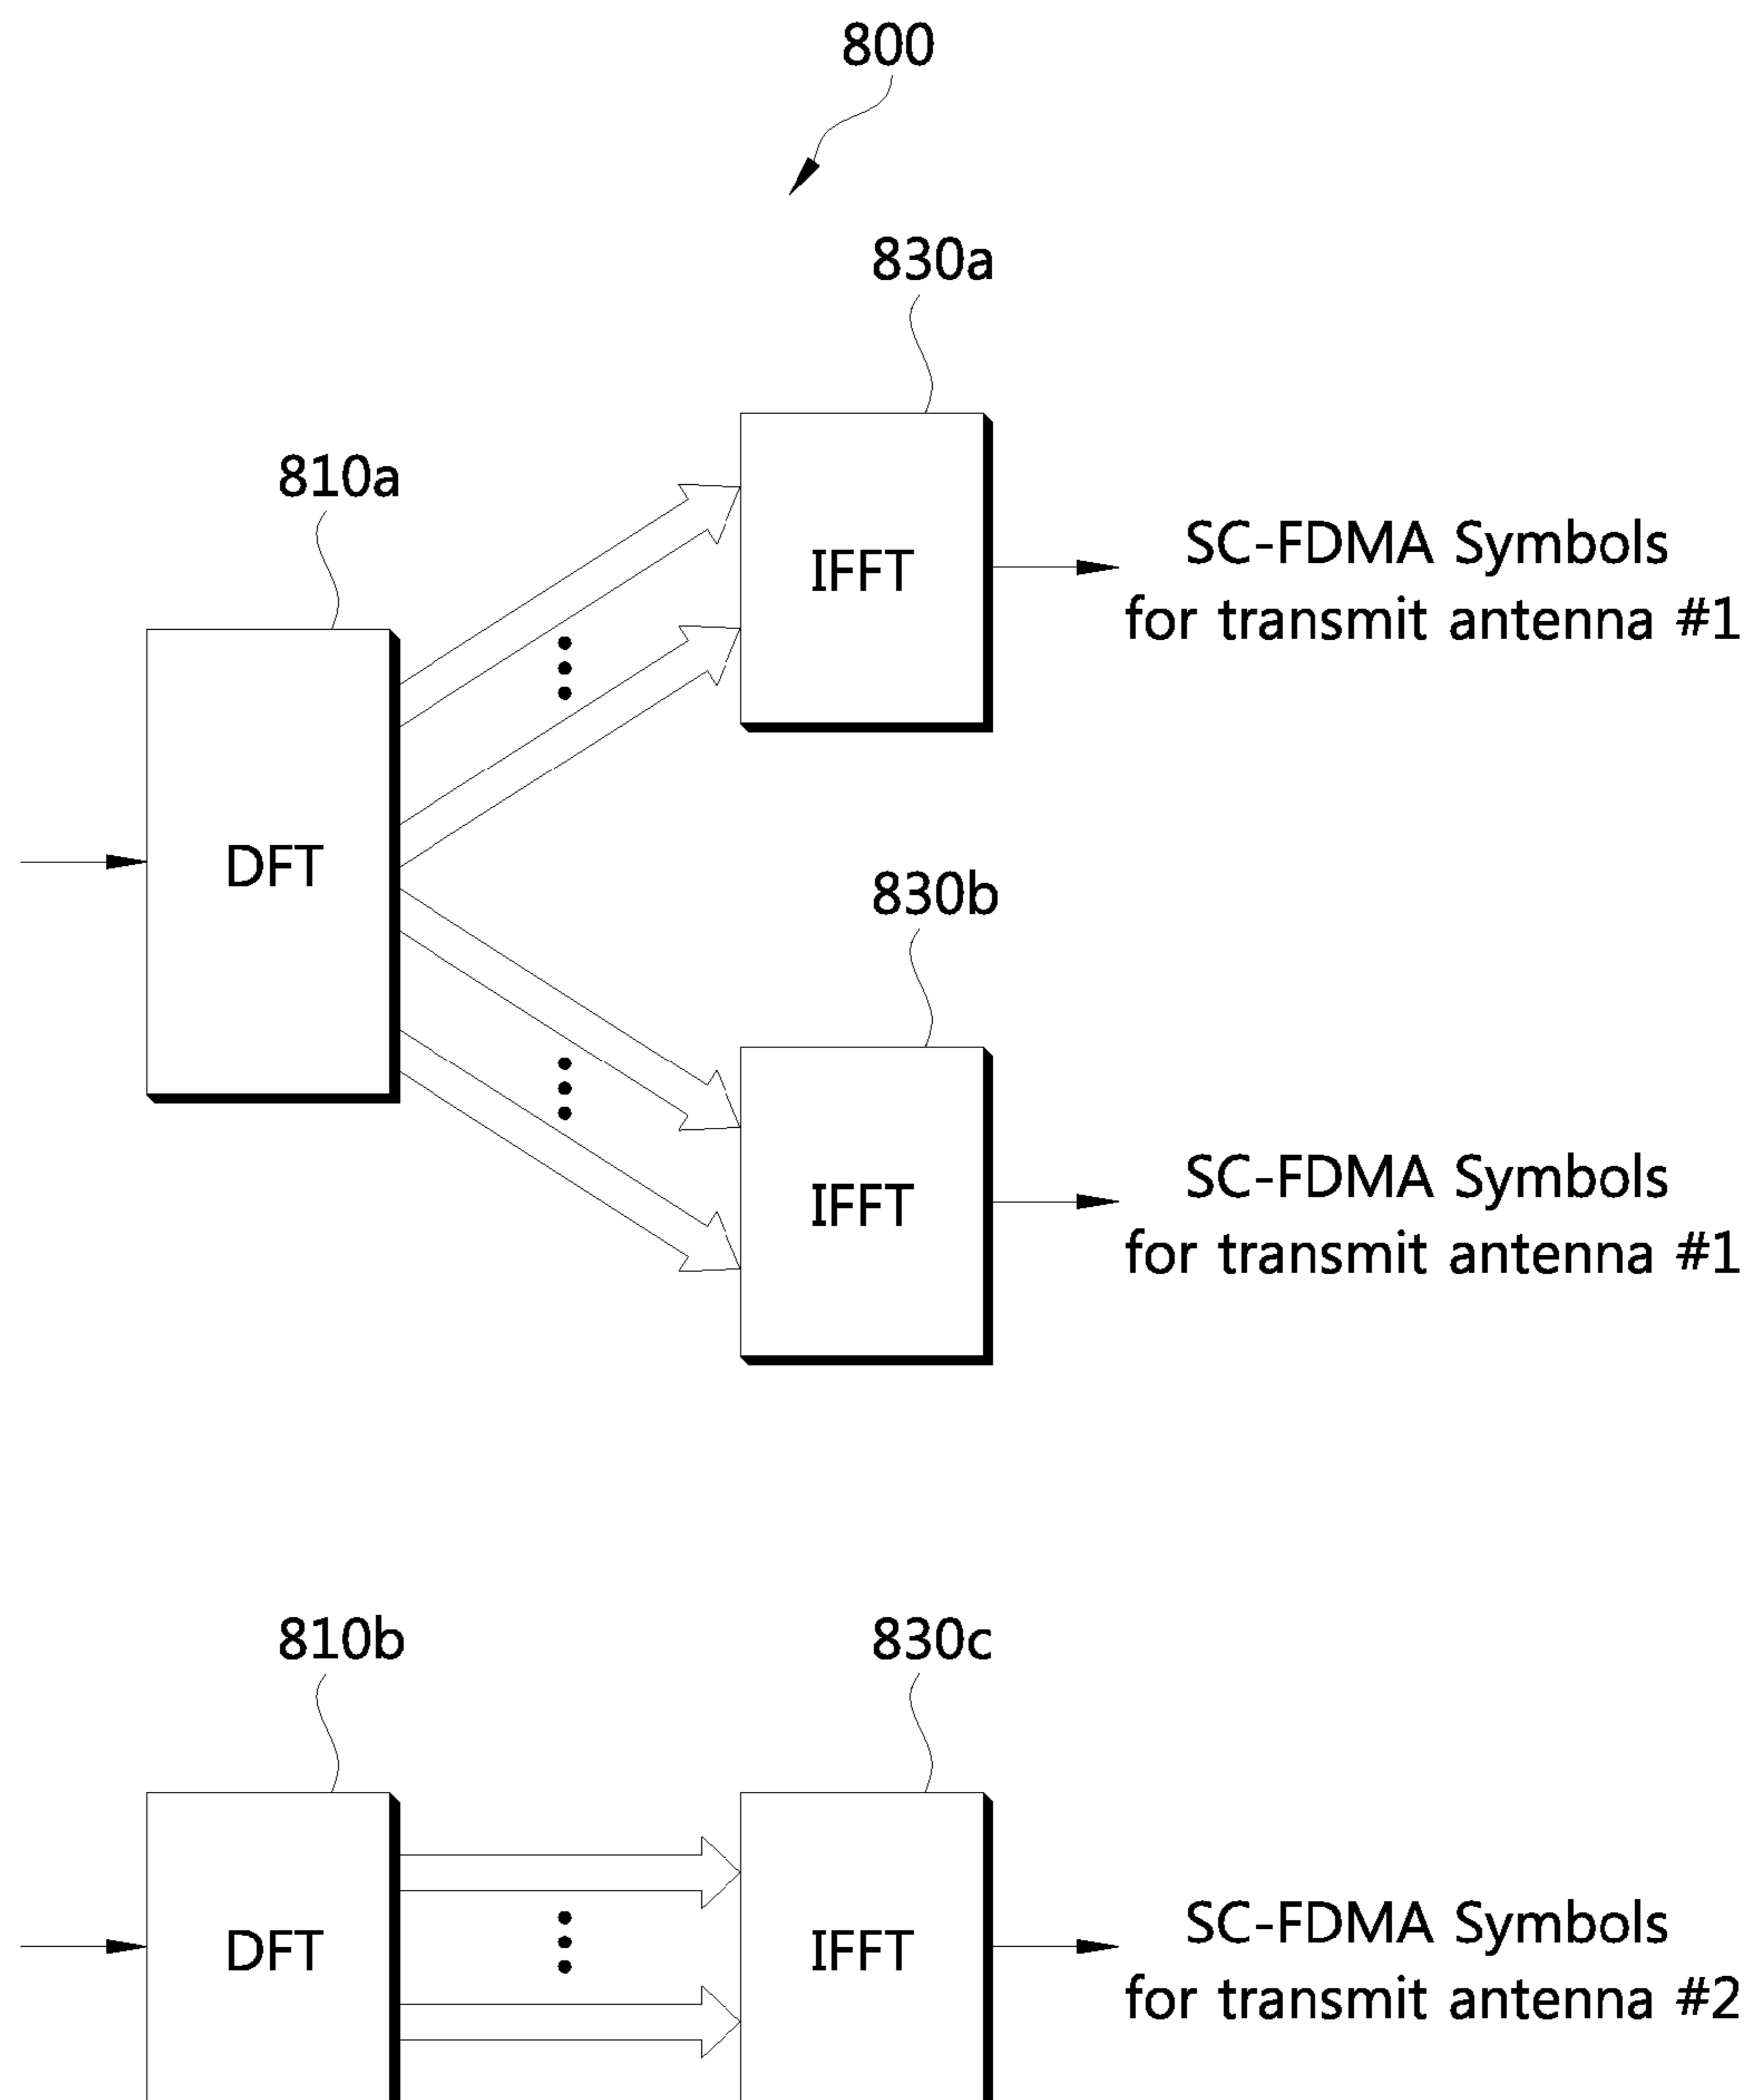 800
830a
810a
IFFT
SC-FDMA Symbols
for transmit antenna #1
DFT
830b
IFFT
SC-FDMA Symbols
for transmit antenna #1
810b
830c
DFT
IFFT
SC-FDMA Symbols
for transmit antenna #2